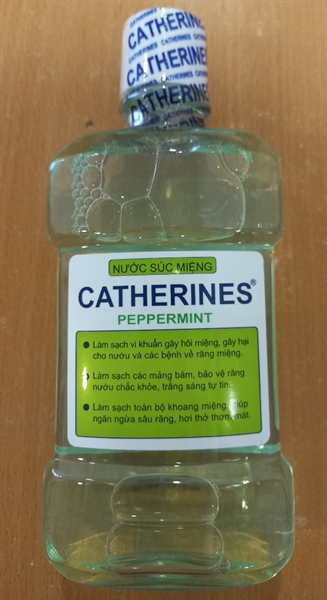 CATHERINES
CATHERINES CATHERINES
CATHERINES
CATHERINES
CATHERINES
NƯỚC SÚC MIỆNG
CATHERINES®
PEPPERMINT
● Làm sạch vi khuẩn gây hôi miệng, gây hại
cho nướu và các bệnh về răng miệng.
● Làm sạch các mảng bám, bảo vệ răng
nướu chắc khỏe, trắng sáng tự tin...
● Làm sạch toàn bộ khoang miệng, giúp
ngăn ngừa sâu răng, hơi thở thơm mát.